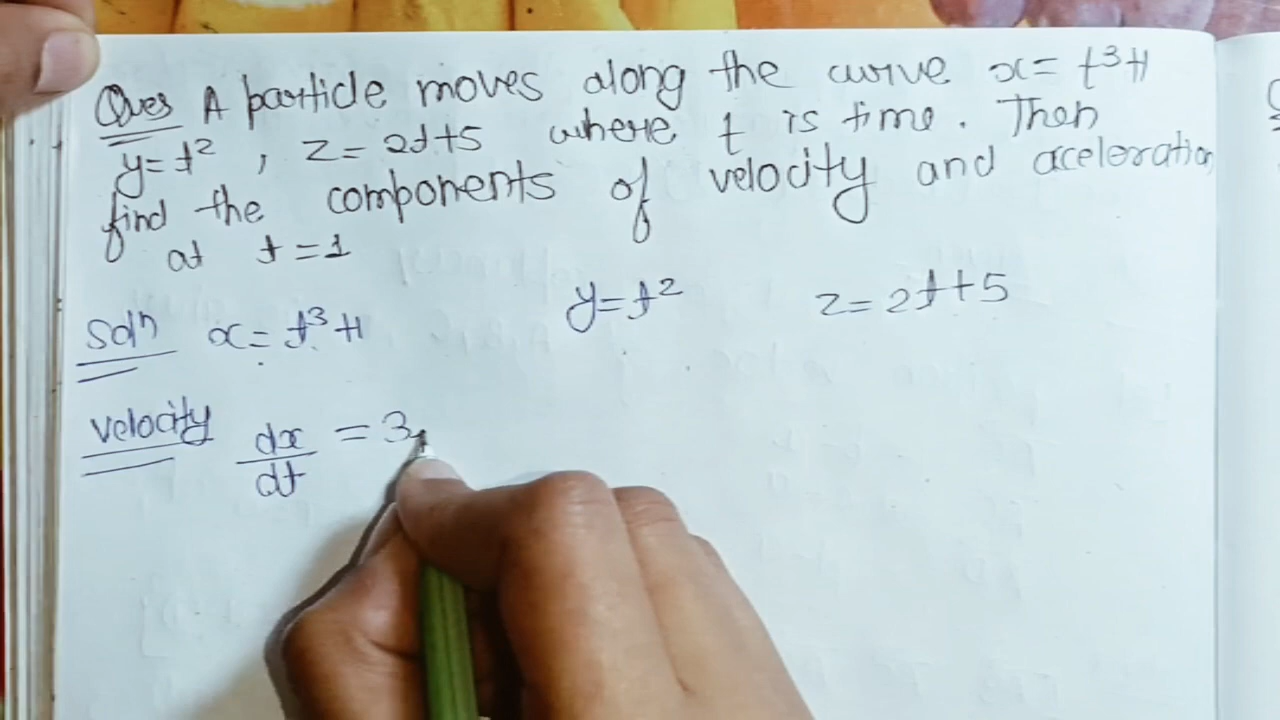 Ques A particle moves along the curve x = t³+1
y=t² , z = 2t+5 where t is time. Then
find the components of velocity and aceleration
at t=1
Solⁿ x = t³+1 y=t² z=2t+5
velocity dx/dt = 3